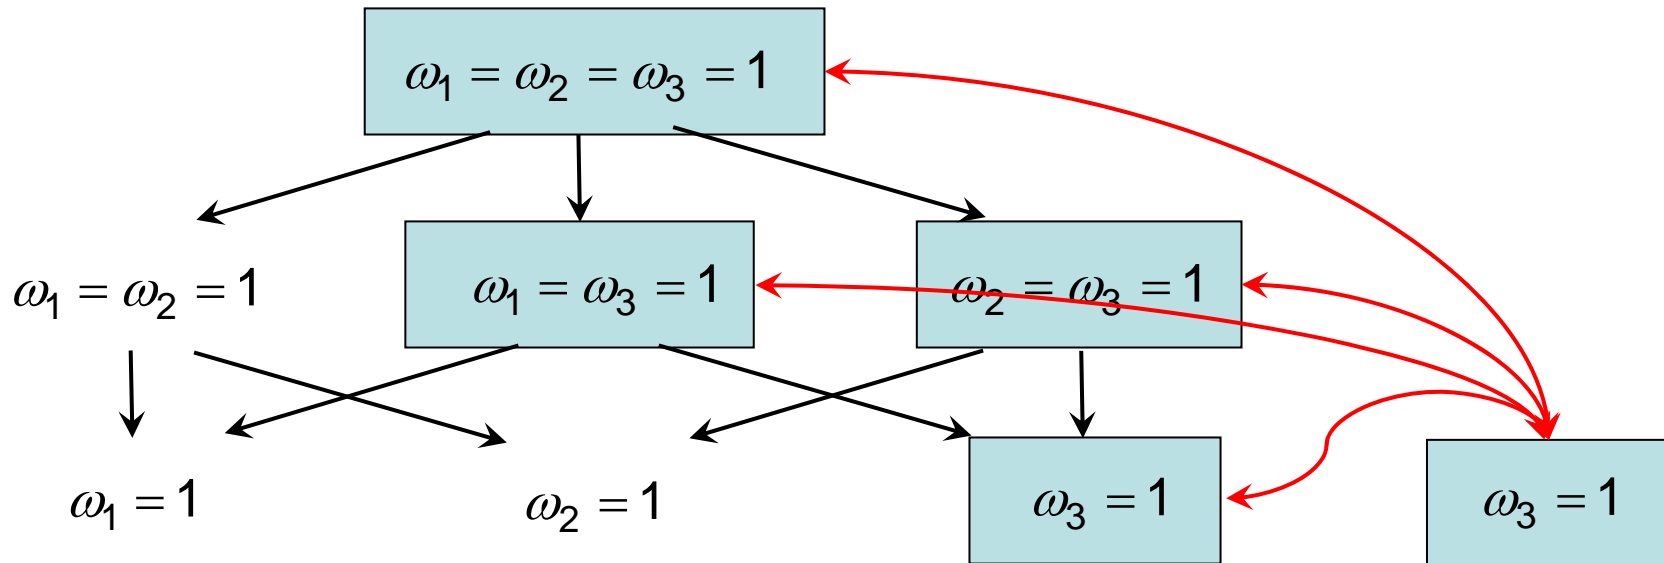 ω₁ = ω₂ = ω₃ = 1
ω₁ = ω₂ = 1
ω₁ = ω₃ = 1
ω₂ = ω₃ = 1
ω₁ = 1
ω₂ = 1
ω₃ = 1
ω₃ = 1